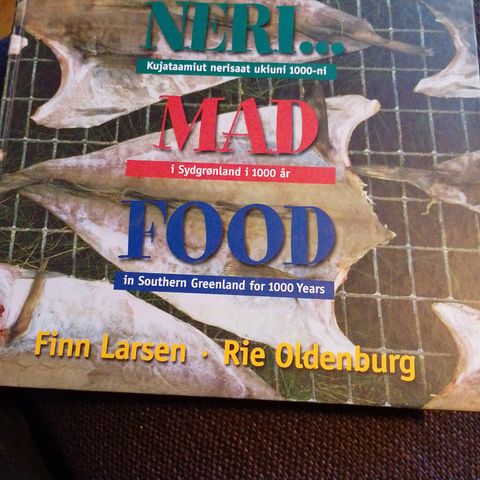 NERI...
Kujataamiut nerisaat ukiuni 1000-ni
MAD
i Sydgrønland i 1000 år
FOOD
in Southern Greenland for 1000 Years
Finn Larsen · Rie Oldenburg